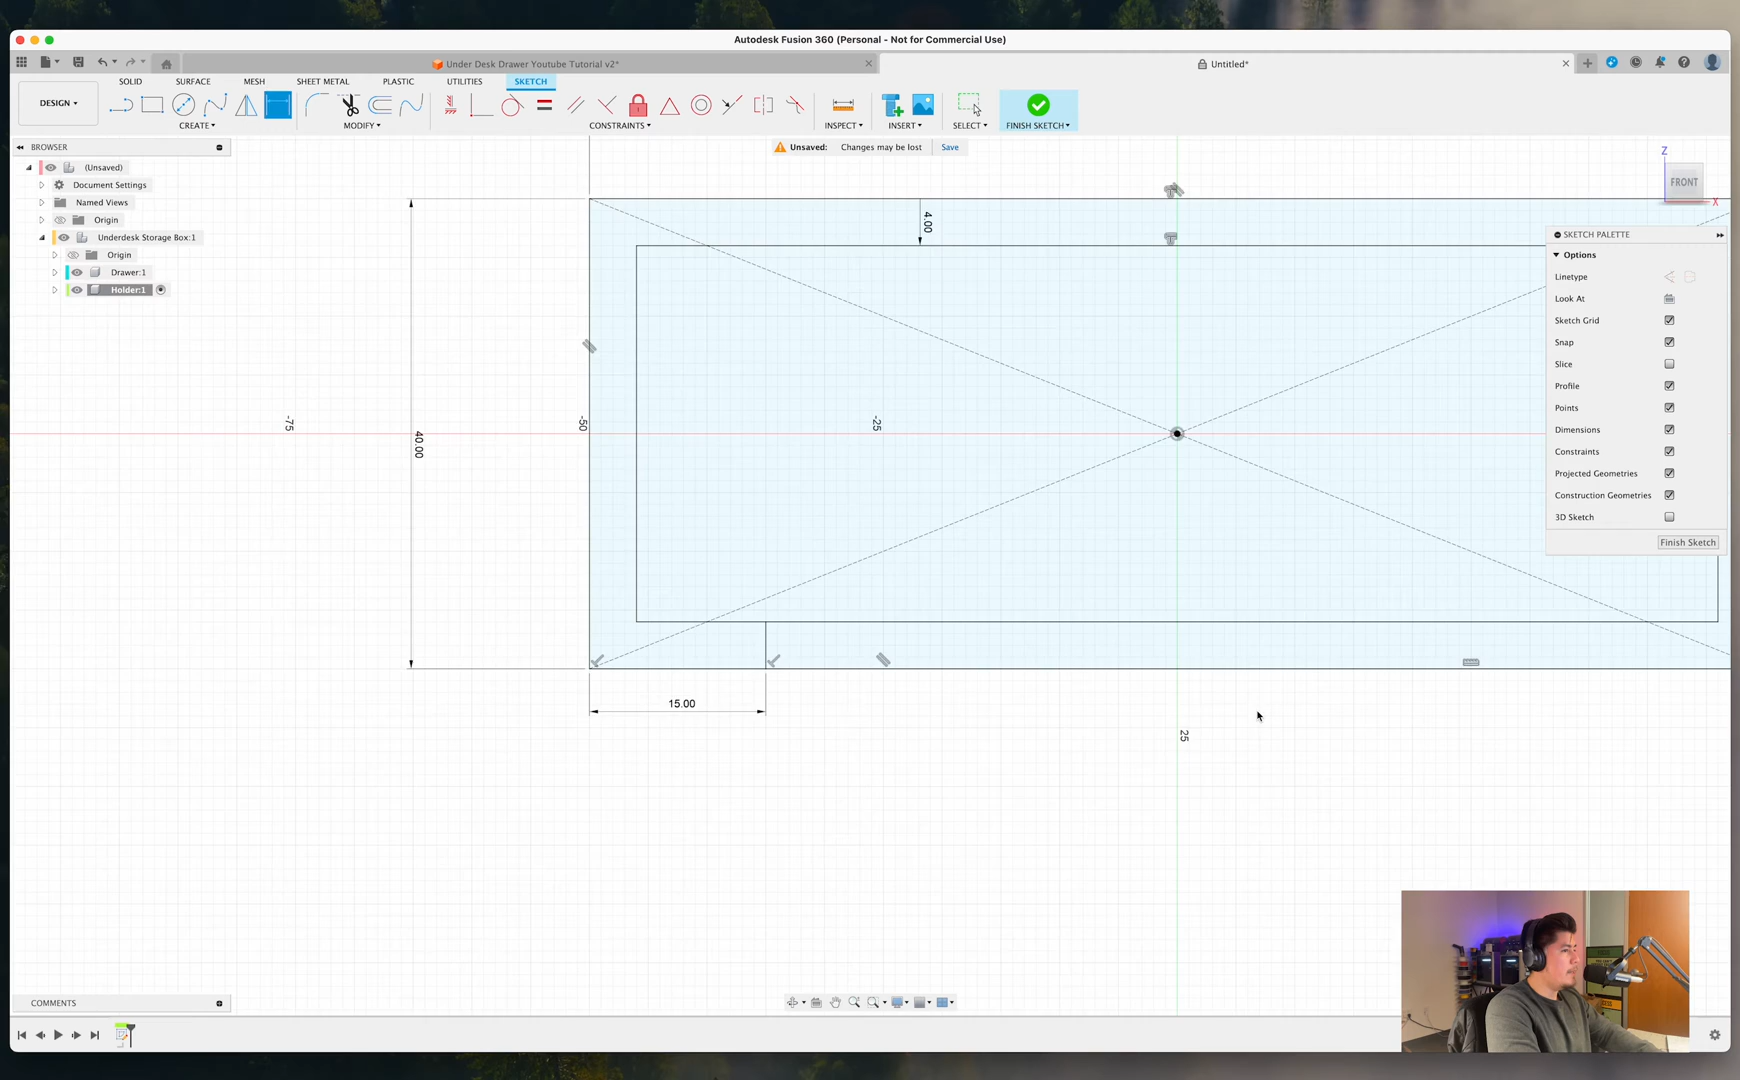 Autodesk Fusion 360 (Personal - Not for Commercial Use)
Under Desk Drawer Youtube Tutorial v2*
Untitled*
SOLID SURFACE MESH SHEET METAL PLASTIC UTILITIES SKETCH
DESIGN
CREATE MODIFY CONSTRAINTS INSPECT INSERT SELECT FINISH SKETCH
BROWSER
Unsaved: Changes may be lost Save
(Unsaved)
Document Settings
Named Views
Origin
Underdesk Storage Box:1
Origin
Drawer:1
Holder:1
Z
FRONT
X
4.00
40.00
-75
-50
-25
15.00
25
SKETCH PALETTE
Options
Linetype
Look At
Sketch Grid
Snap
Slice
Profile
Points
Dimensions
Constraints
Projected Geometries
Construction Geometries
3D Sketch
Finish Sketch
COMMENTS